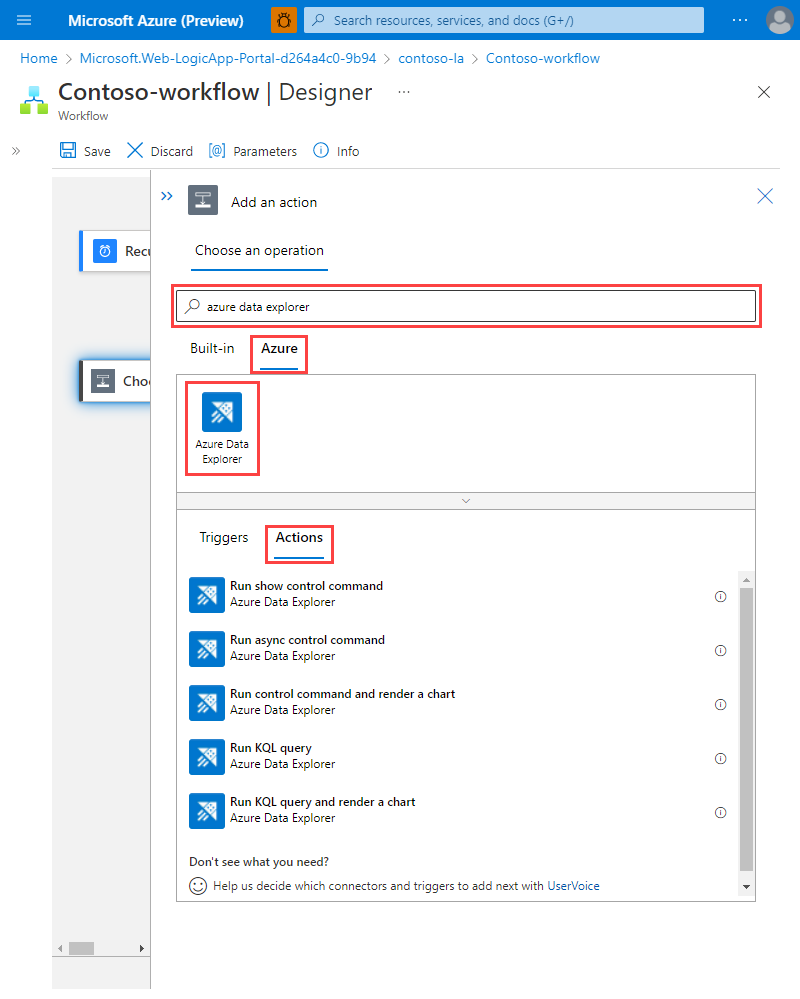 Microsoft Azure (Preview)
Search resources, services, and docs (G+/)
Home > Microsoft.Web-LogicApp-Portal-d264a4c0-9b94 > contoso-la > Contoso-workflow
Contoso-workflow | Designer
Workflow
Save
Discard
Parameters
Info
Recu
Choo
Add an action
Choose an operation
azure data explorer
Built-in
Azure
Azure Data
Explorer
Triggers
Actions
Run show control command
Azure Data Explorer
Run async control command
Azure Data Explorer
Run control command and render a chart
Azure Data Explorer
Run KQL query
Azure Data Explorer
Run KQL query and render a chart
Azure Data Explorer
Don't see what you need?
Help us decide which connectors and triggers to add next with UserVoice